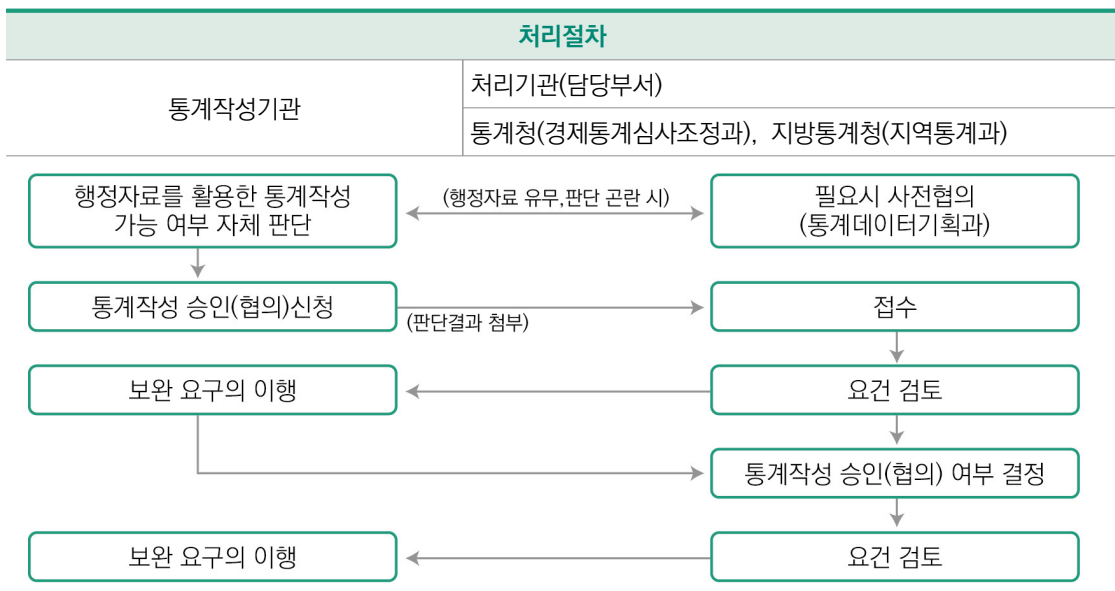 처리절차
통계작성기관
처리기관(담당부서)
통계청(경제통계심사조정과), 지방통계청(지역통계과)
행정자료를 활용한 통계작성
가능 여부 자체 판단
(행정자료 유무,판단 곤란 시)
필요시 사전협의
(통계데이터기획과)
통계작성 승인(협의)신청
(판단결과 첨부)
접수
보완 요구의 이행
요건 검토
통계작성 승인(협의) 여부 결정
보완 요구의 이행
요건 검토